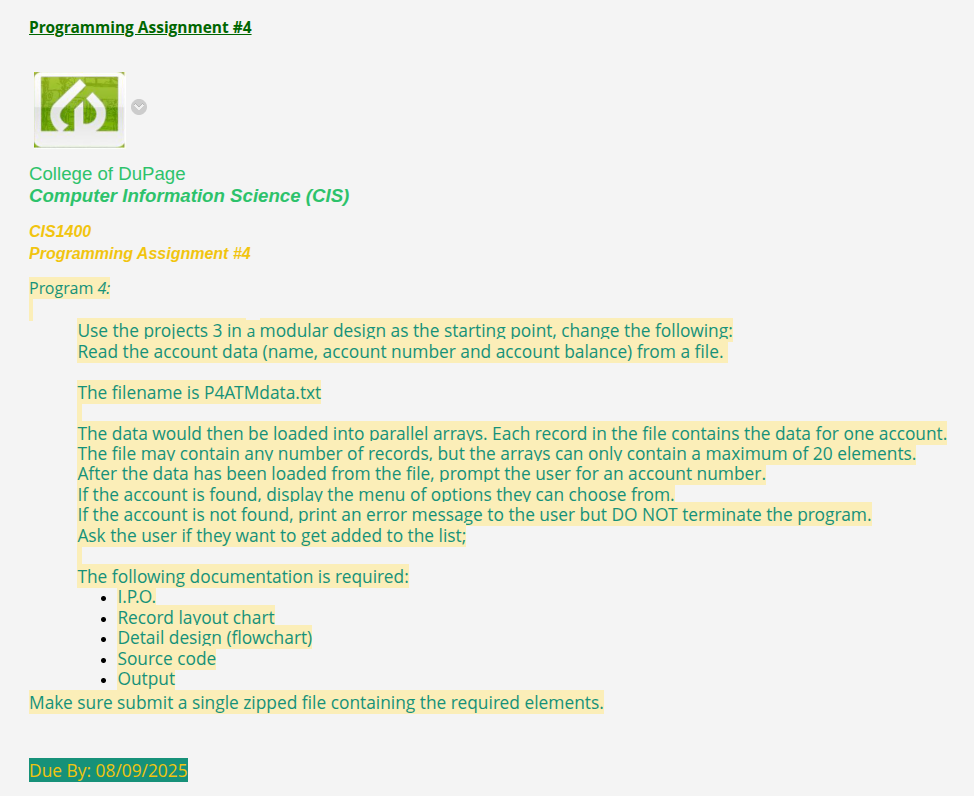 Programming Assignment #4
College of DuPage
Computer Information Science (CIS)
CIS1400
Programming Assignment #4
Program 4:
Use the projects 3 in a modular design as the starting point, change the following:
Read the account data (name, account number and account balance) from a file.
The filename is P4ATMdata.txt
The data would then be loaded into parallel arrays. Each record in the file contains the data for one account.
The file may contain any number of records, but the arrays can only contain a maximum of 20 elements.
After the data has been loaded from the file, prompt the user for an account number.
If the account is found, display the menu of options they can choose from.
If the account is not found, print an error message to the user but DO NOT terminate the program.
Ask the user if they want to get added to the list;
The following documentation is required:
• I.P.O.
• Record layout chart
• Detail design (flowchart)
• Source code
• Output
Make sure submit a single zipped file containing the required elements.
Due By: 08/09/2025